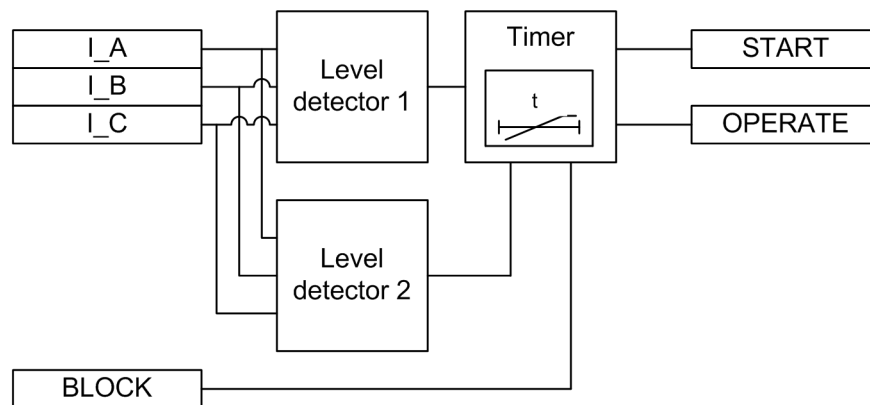 I_A
I_B
I_C
BLOCK
Level
detector 1
Level
detector 2
Timer
t
START
OPERATE